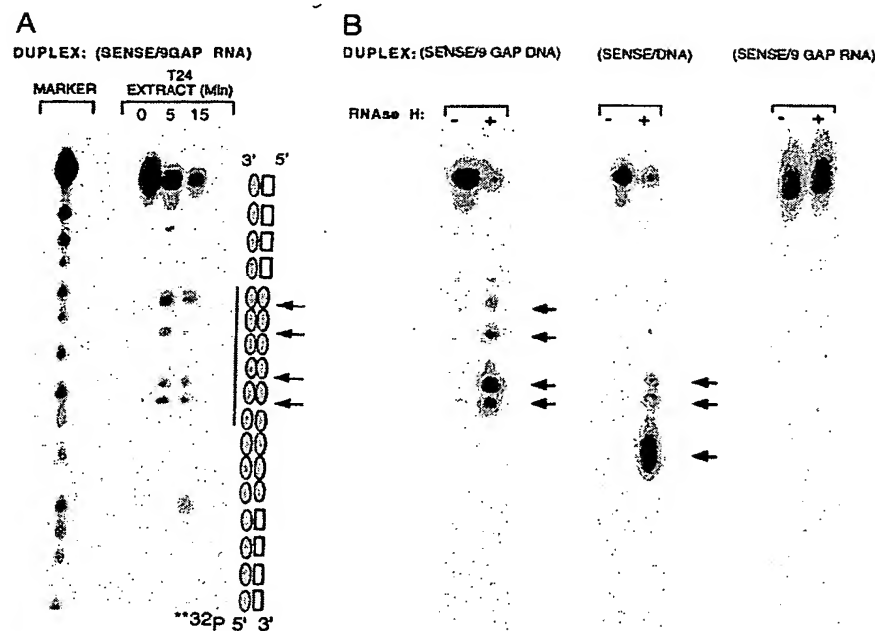 A
DUPLEX: (SENSE/9GAP RNA)
MARKER
T24
EXTRACT (Min)
0 5 15
3' 5'
**32P 5' 3'
B
DUPLEX: (SENSE/9 GAP DNA) (SENSE/DNA) (SENSE/9 GAP RNA)
RNAse H: - + - + - +